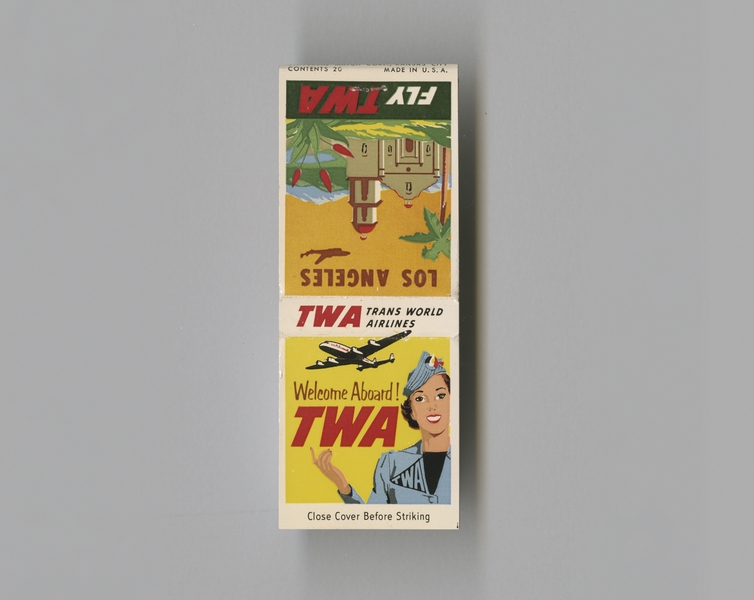 CONTENTS 20 MADE IN U.S.A.
FLY TWA
LOS ANGELES
TWA TRANS WORLD
AIRLINES
Welcome Aboard!
TWA
TWA
Close Cover Before Striking